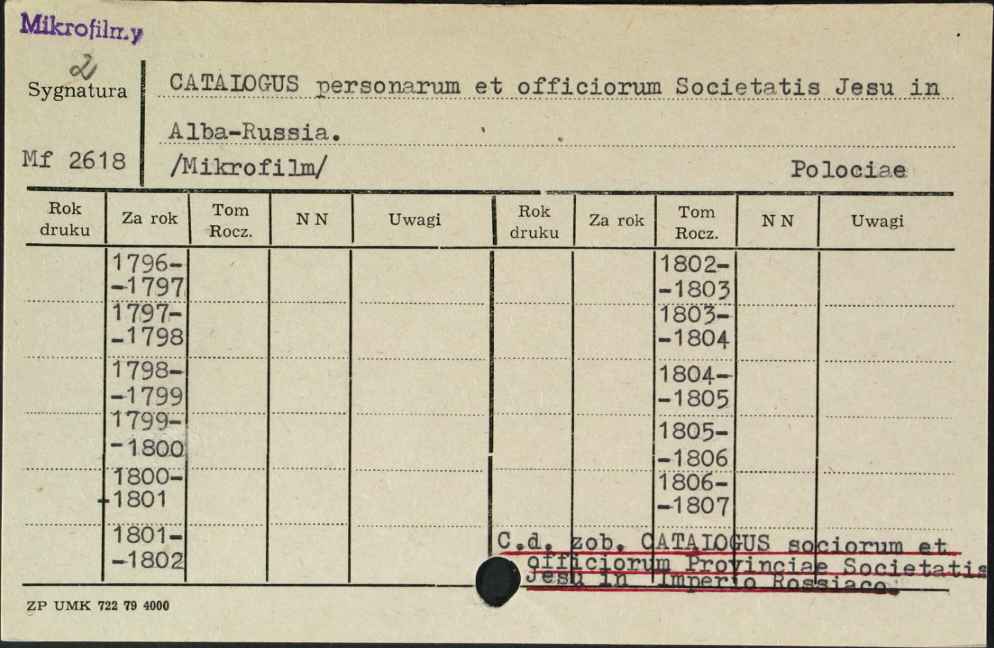 Mikrofilmy
2
Sygnatura
CATALOGUS personarum et officiorum Societatis Jesu in
Alba-Russia.
Mf 2618
/Mikrofilm/ Polociae
Rok druku Za rok Tom Rocz. N N Uwagi Rok druku Za rok Tom Rocz. N N Uwagi
1796- 1802-
-1797 -1803
1797- 1803-
-1798 -1804
1798- 1804-
-1799 -1805
1799- 1805-
-1800 -1806
1800- 1806-
-1801 -1807
1801-
-1802
C.d. zob. CATALOGUS sociorum et
officiorum Provinciae Societatis
Jesu in Imperio Rossiaco.
ZP UMK 722 79 4000